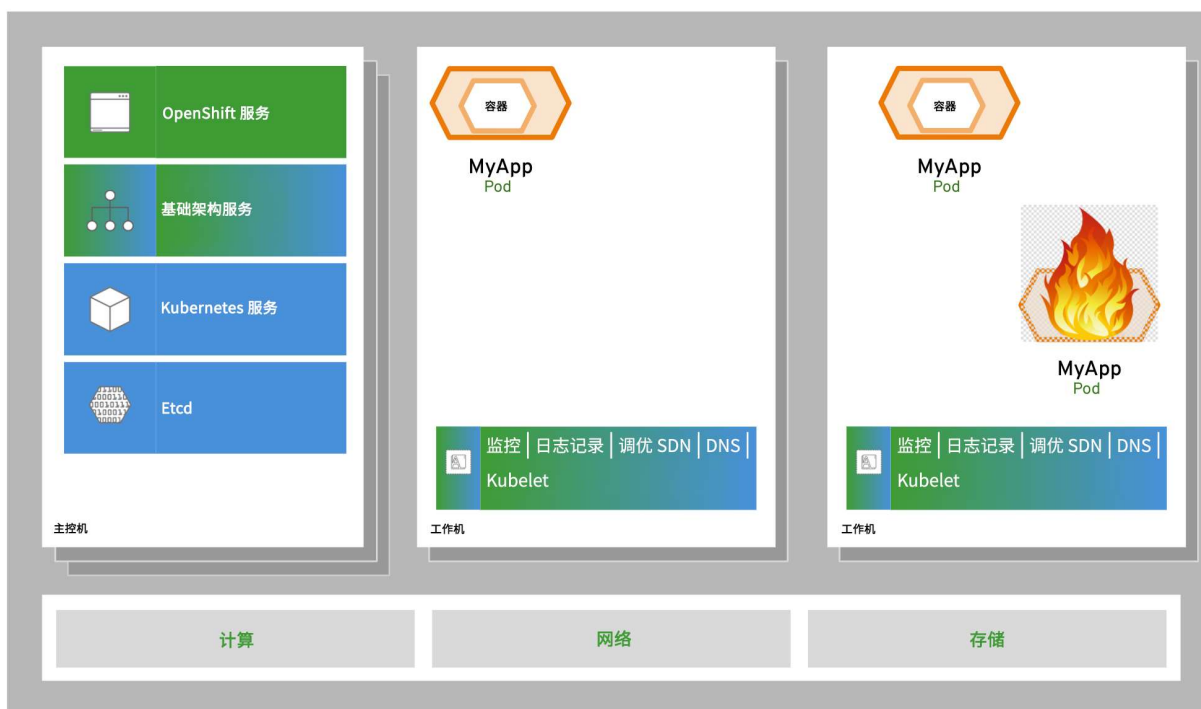 OpenShift 服务
基础架构服务
Kubernetes 服务
Etcd
主控机
容器
MyApp
Pod
监控 | 日志记录 | 调优 SDN | DNS |
Kubelet
工作机
容器
MyApp
Pod
MyApp
Pod
监控 | 日志记录 | 调优 SDN | DNS |
Kubelet
工作机
计算
网络
存储